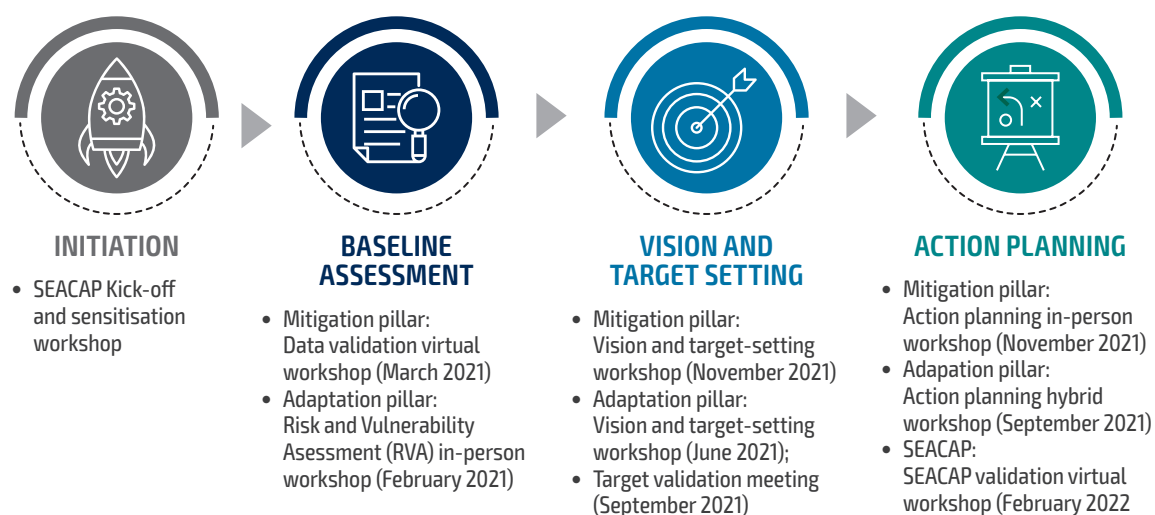 INITIATION
• SEACAP Kick-off
and sensitisation
workshop
BASELINE
ASSESSMENT
• Mitigation pillar:
Data validation virtual
workshop (March 2021)
• Adaptation pillar:
Risk and Vulnerability
Asessment (RVA) in-person
workshop (February 2021)
VISION AND
TARGET SETTING
• Mitigation pillar:
Vision and target-setting
workshop (November 2021)
• Adaptation pillar:
Vision and target-setting
workshop (June 2021);
• Target validation meeting
(September 2021)
ACTION PLANNING
• Mitigation pillar:
Action planning in-person
workshop (November 2021)
• Adapation pillar:
Action planning hybrid
workshop (September 2021)
• SEACAP:
SEACAP validation virtual
workshop (February 2022